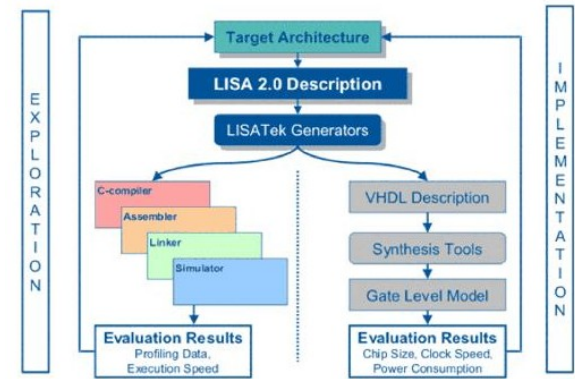 Target Architecture
LISA 2.0 Description
LISATek Generators
EXPLORATION
IMPLEMENTATION
C-compiler
Assembler
Linker
Simulator
VHDL Description
Synthesis Tools
Gate Level Model
Evaluation Results
Profiling Data,
Execution Speed
Evaluation Results
Chip Size, Clock Speed,
Power Consumption